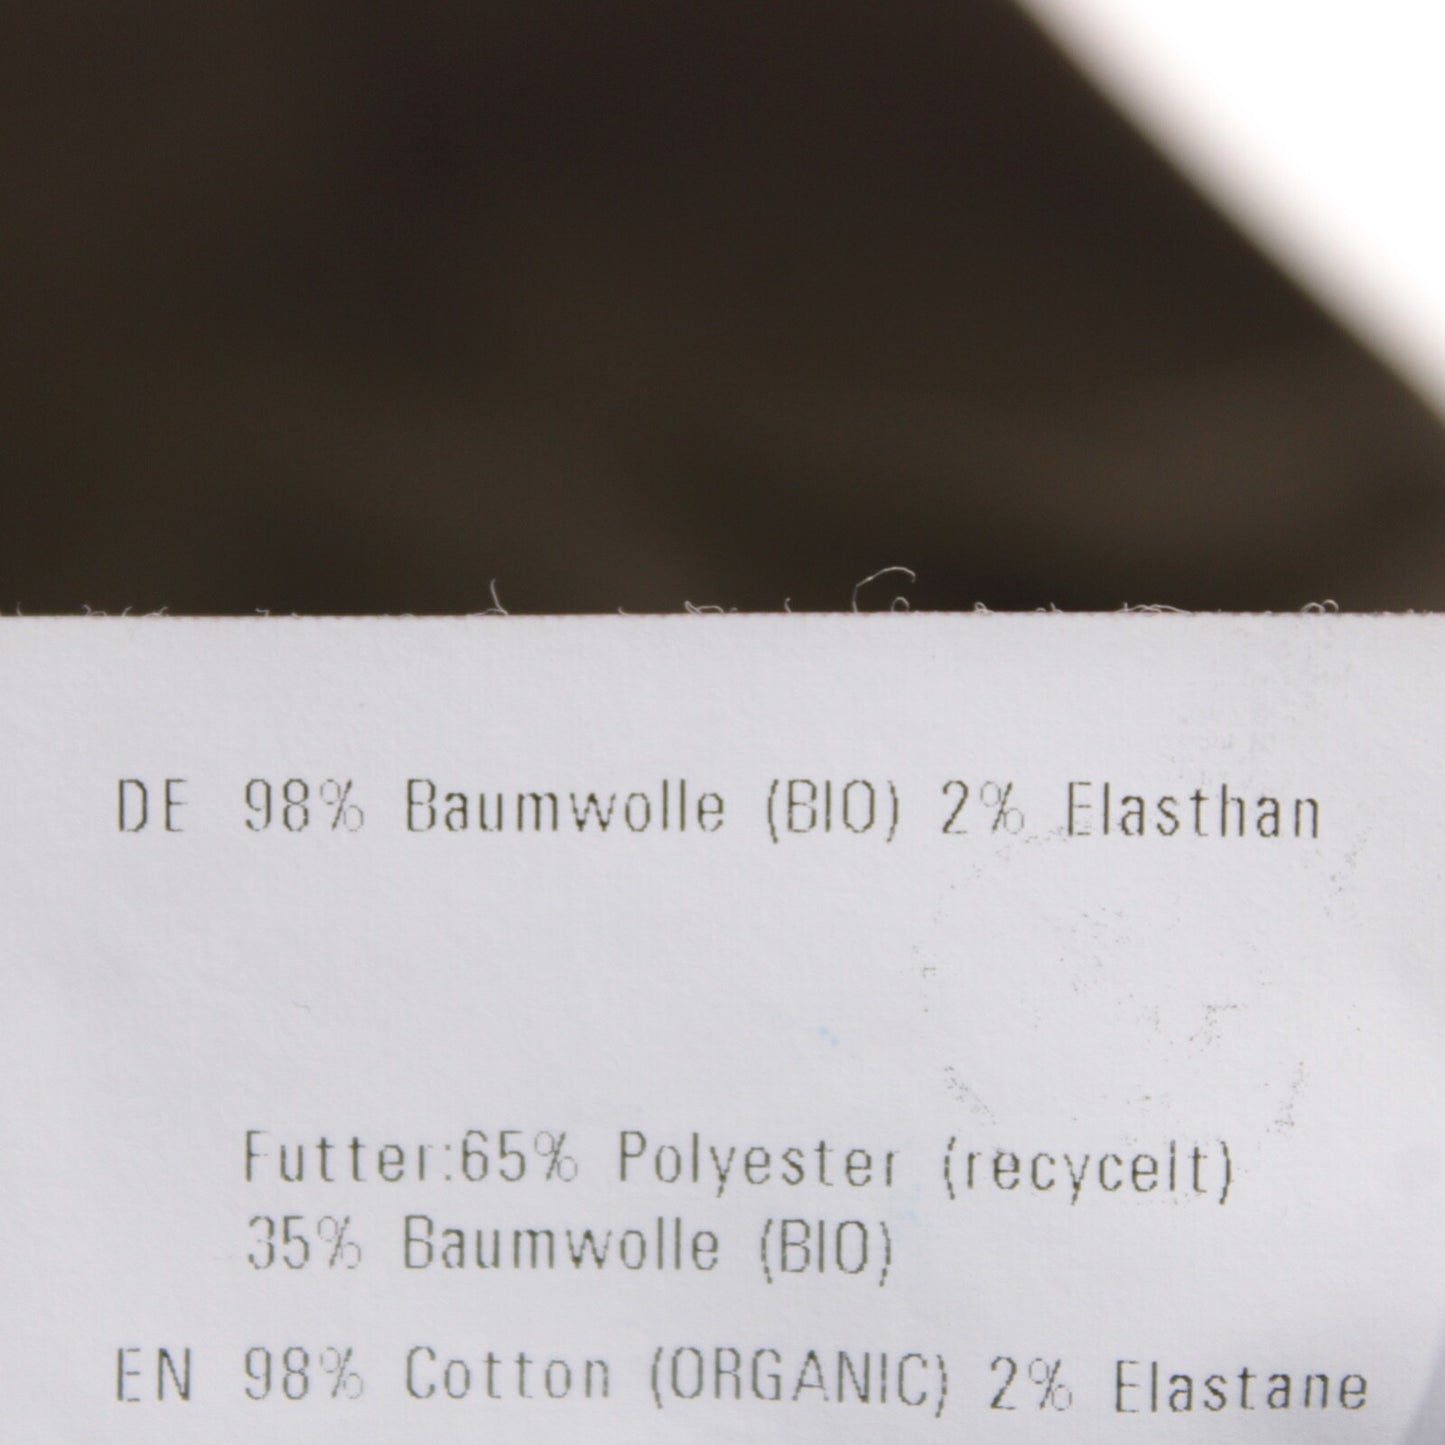 DE 98% Baumwolle (BIO) 2% Elasthan
Futter:65% Polyester (recycelt)
35% Baumwolle (BIO)
EN 98% Cotton (ORGANIC) 2% Elastane